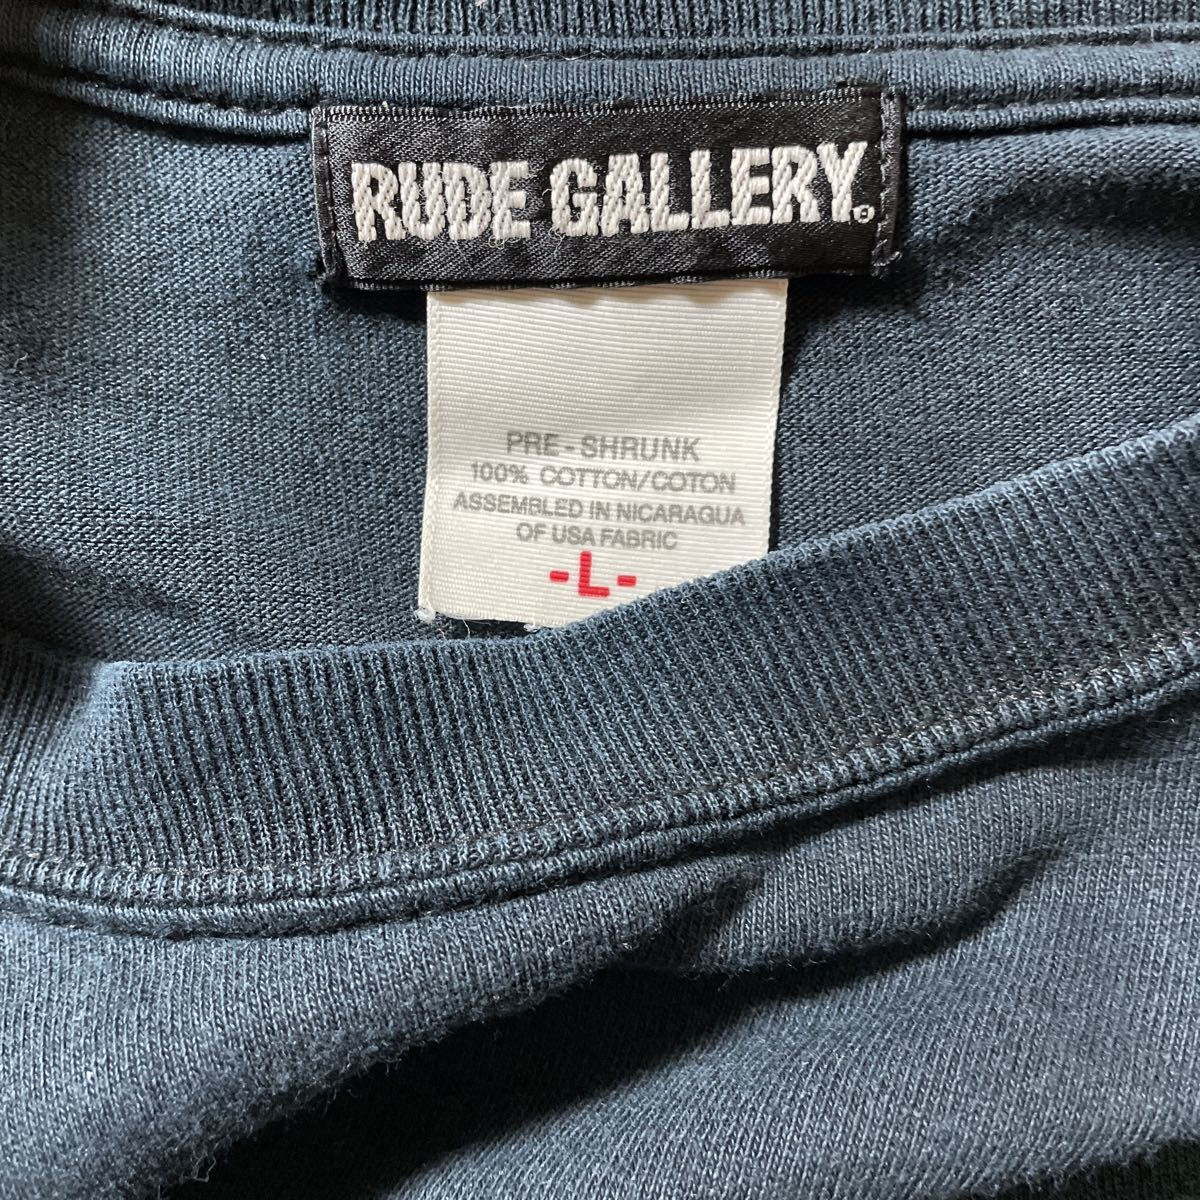 RUDE GALLERY.®
PRE-SHRUNK
100% COTTON/COTON
ASSEMBLED IN NICARAGUA
OF USA FABRIC
-L-